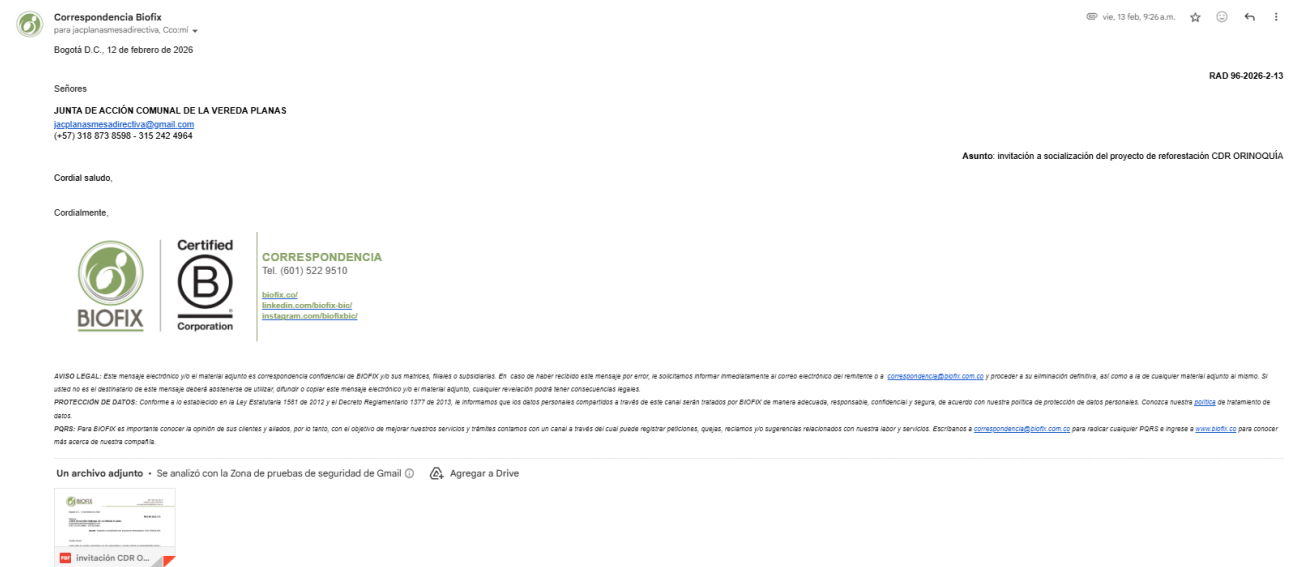 Correspondencia Biofix
para jacplanasmesadirectiva, Cco:mí
vie, 13 feb, 9:26 a.m.
Bogotá D.C., 12 de febrero de 2026
RAD 96-2026-2-13
Señores
JUNTA DE ACCIÓN COMUNAL DE LA VEREDA PLANAS
jacplanasmesadirectiva@gmail.com
(+57) 318 873 8598 - 315 242 4964
Asunto: invitación a socialización del proyecto de reforestación CDR ORINOQUÍA
Cordial saludo,
Cordialmente,
BIOFIX
Certified
B
Corporation
CORRESPONDENCIA
Tel. (601) 522 9510
biofix.co/
linkedin.com/biofix-bic/
instagram.com/biofixbic/
AVISO LEGAL: Este mensaje electrónico y/o el material adjunto es correspondencia confidencial de BIOFIX y/o sus matrices, filiales o subsidiarias. En caso de haber recibido este mensaje por error, le solicitamos informar inmediatamente al correo electrónico del remitente o a correspondencia@biofix.com.co y proceder a su eliminación definitiva, así como a la de cualquier material adjunto al mismo. Si
usted no es el destinatario de este mensaje deberá abstenerse de utilizar, difundir o copiar este mensaje electrónico y/o el material adjunto, cualquier revelación podrá tener consecuencias legales.
PROTECCIÓN DE DATOS: Conforme a lo establecido en la Ley Estatutaria 1581 de 2012 y el Decreto Reglamentario 1377 de 2013, le informamos que los datos personales compartidos a través de este canal serán tratados por BIOFIX de manera adecuada, responsable, confidencial y segura, de acuerdo con nuestra política de protección de datos personales. Conozca nuestra política de tratamiento de
datos.
PQRS: Para BIOFIX es importante conocer la opinión de sus clientes y aliados, por lo tanto, con el objetivo de mejorar nuestros servicios y trámites contamos con un canal a través del cual puede registrar peticiones, quejas, reclamos y/o sugerencias relacionados con nuestra labor y servicios. Escríbanos a correspondencia@biofix.com.co para radicar cualquier PQRS e ingrese a www.biofix.co para conocer
más acerca de nuestra compañía.
Un archivo adjunto • Se analizó con la Zona de pruebas de seguridad de Gmail
Agregar a Drive
BIOFIX
PDF invitación CDR O...